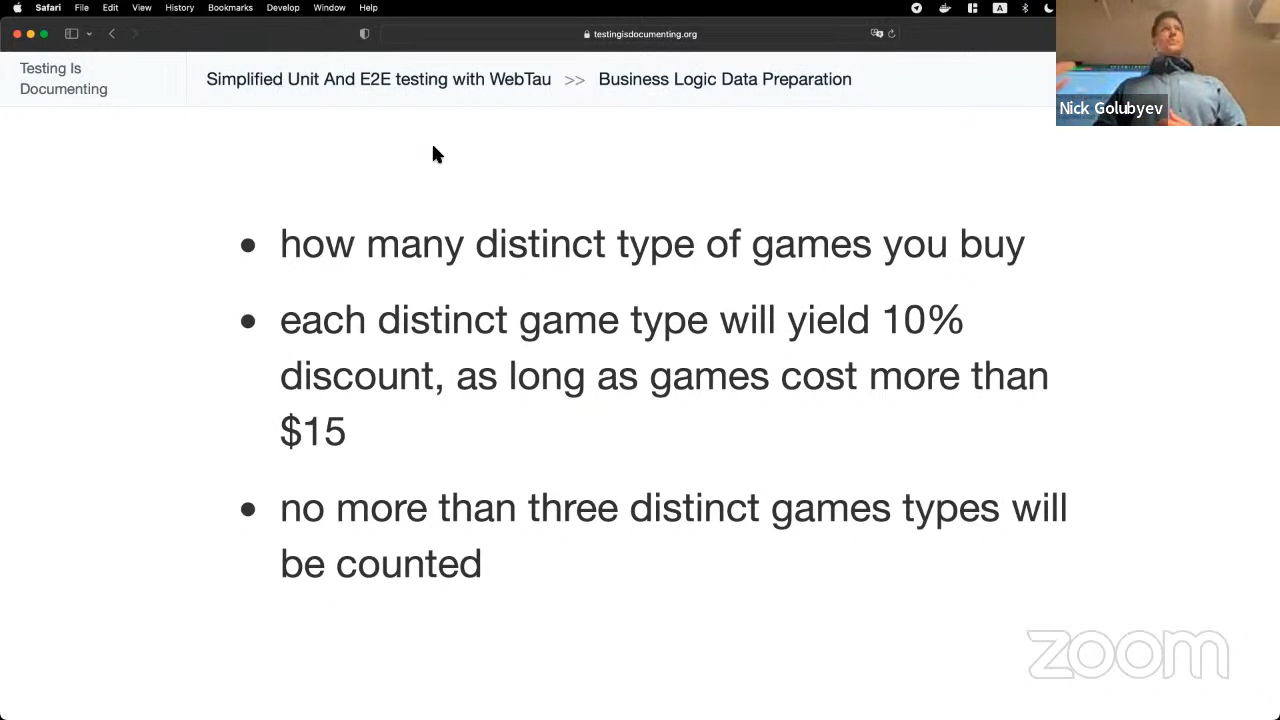 Safari File Edit View History Bookmarks Develop Window Help
A
testingisdocumenting.org
Testing Is
Documenting
Simplified Unit And E2E testing with WebTau >> Business Logic Data Preparation
Nick Golubyev
• how many distinct type of games you buy
• each distinct game type will yield 10%
discount, as long as games cost more than
$15
• no more than three distinct games types will
be counted
zoom